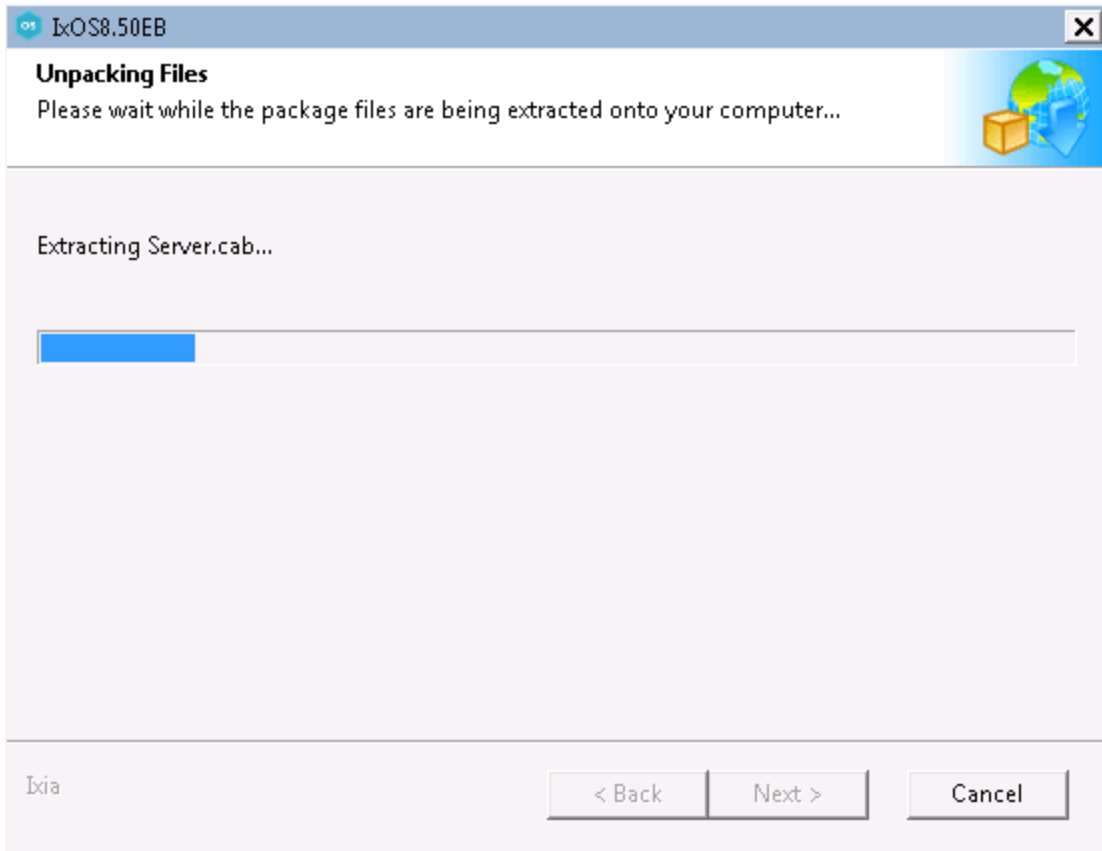 os IxOS8.50EB
Unpacking Files
Please wait while the package files are being extracted onto your computer...
Extracting Server.cab...
Ixia
< Back Next > Cancel